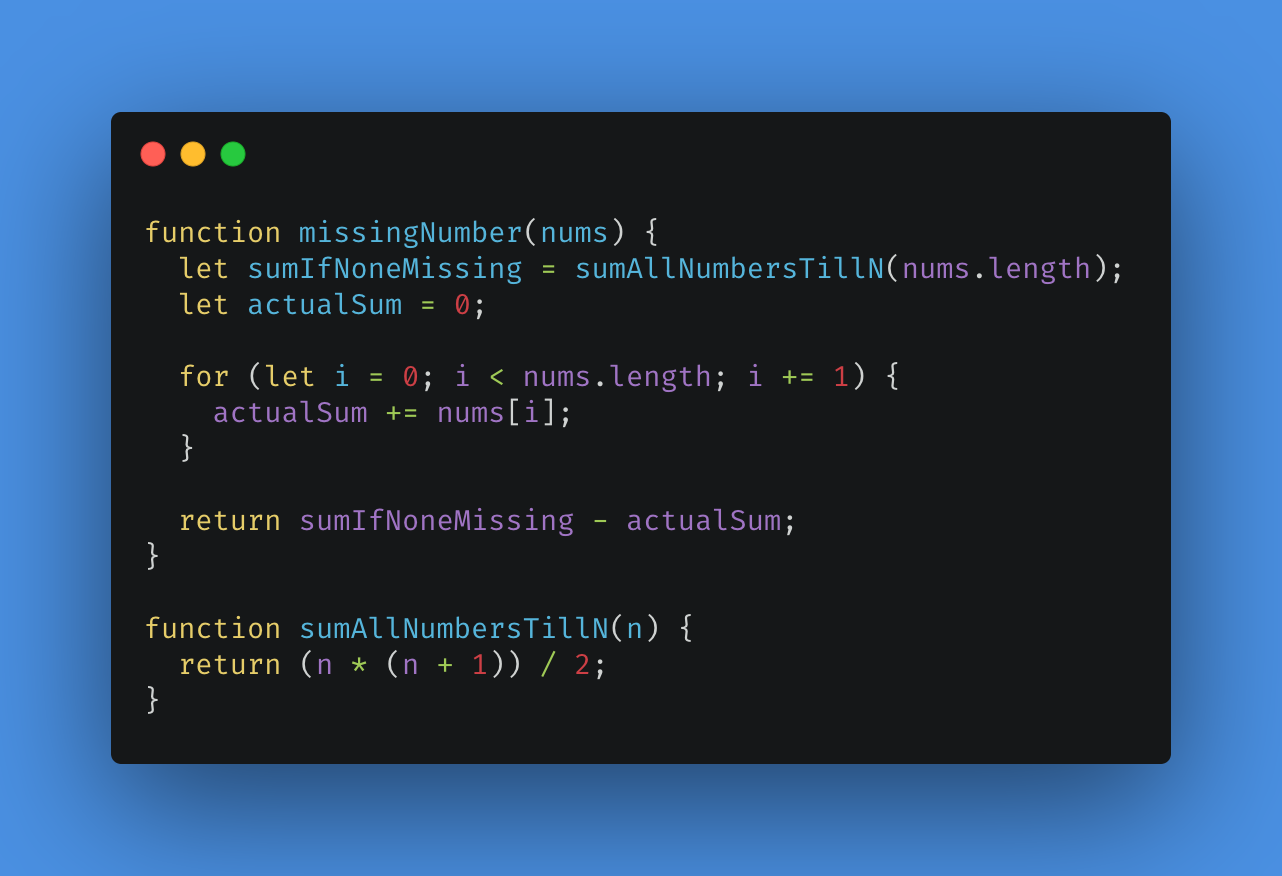 function missingNumber(nums) {
  let sumIfNoneMissing = sumAllNumbersTillN(nums.length);
  let actualSum = 0;

  for (let i = 0; i < nums.length; i += 1) {
    actualSum += nums[i];
  }

  return sumIfNoneMissing - actualSum;
}

function sumAllNumbersTillN(n) {
  return (n * (n + 1)) / 2;
}